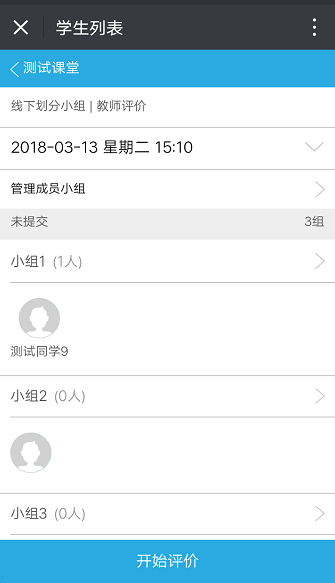 学生列表
测试课堂
线下划分小组 | 教师评价
2018-03-13 星期二 15:10
管理成员小组
未提交 3组
小组1 (1人)
测试同学9
小组2 (0人)
小组3 (0人)
开始评价